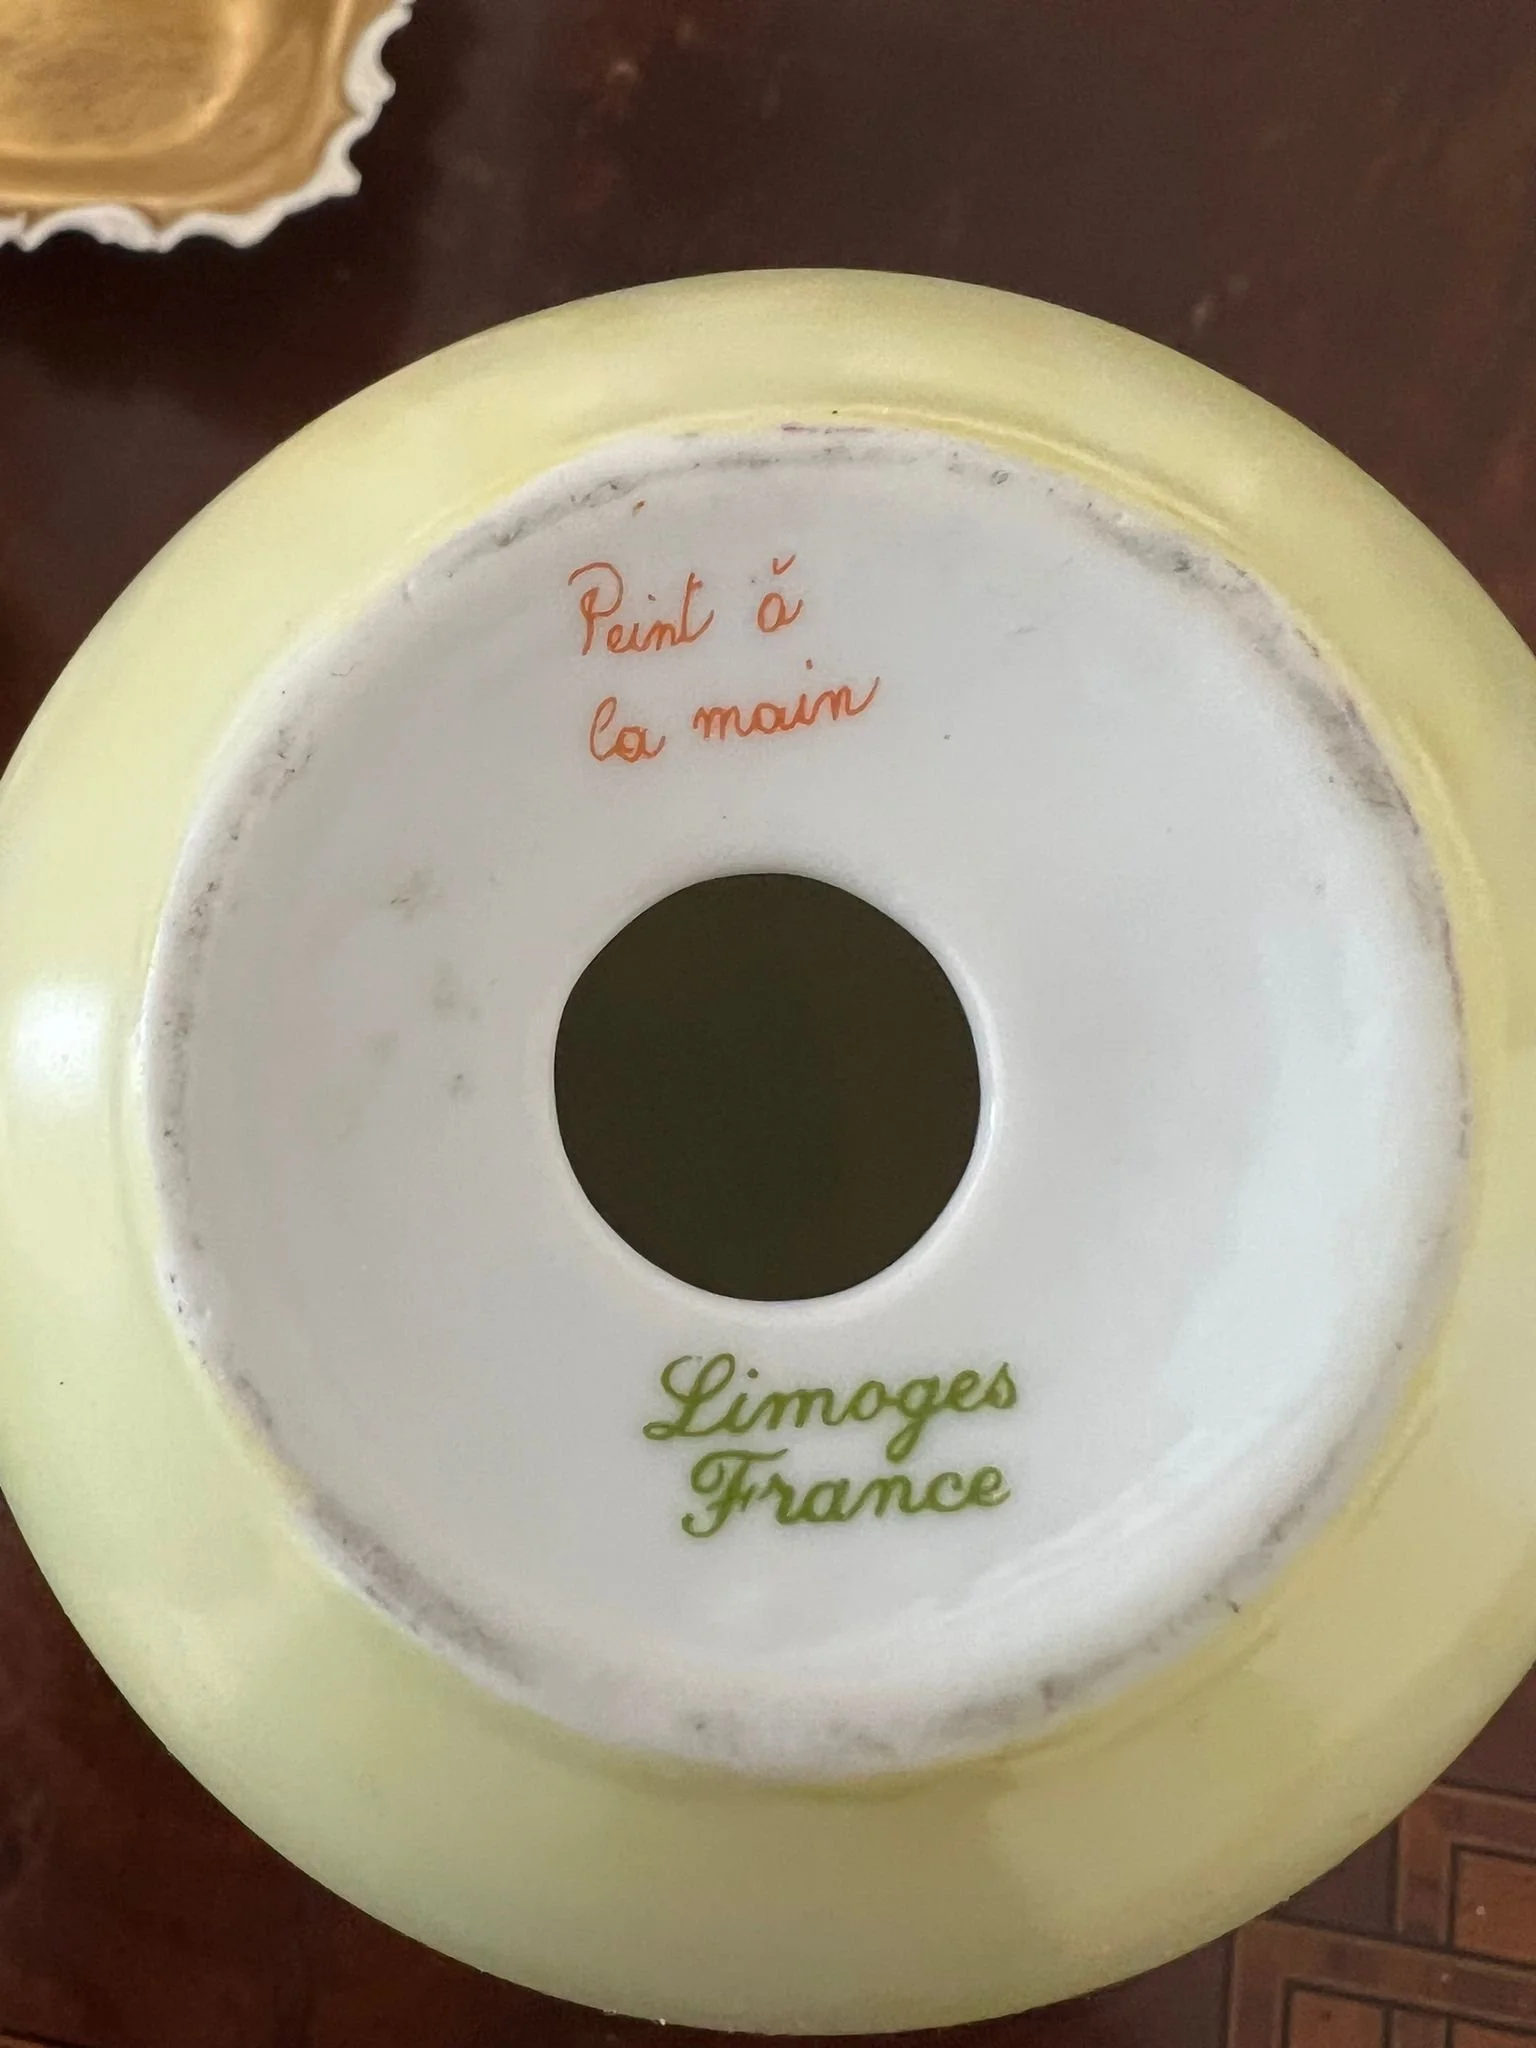 Peint à
la main
Limoges
France